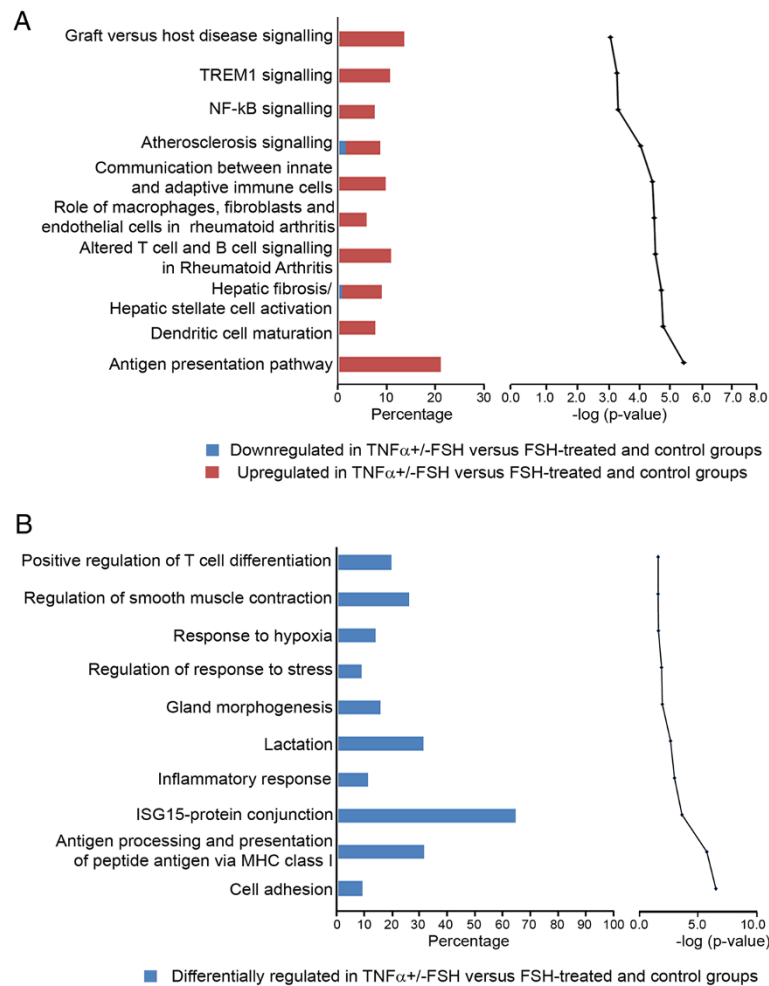 A
Graft versus host disease signalling
TREM1 signalling
NF-kB signalling
Atherosclerosis signalling
Communication between innate
and adaptive immune cells
Role of macrophages, fibroblasts and
endothelial cells in rheumatoid arthritis
Altered T cell and B cell signalling
in Rheumatoid Arthritis
Hepatic fibrosis/
Hepatic stellate cell activation
Dendritic cell maturation
Antigen presentation pathway
0 10 20 30
Percentage
0.0 1.0 2.0 3.0 4.0 5.0 6.0 7.0 8.0
-log (p-value)
Downregulated in TNFα+/-FSH versus FSH-treated and control groups
Upregulated in TNFα+/-FSH versus FSH-treated and control groups
B
Positive regulation of T cell differentiation
Regulation of smooth muscle contraction
Response to hypoxia
Regulation of response to stress
Gland morphogenesis
Lactation
Inflammatory response
ISG15-protein conjunction
Antigen processing and presentation
of peptide antigen via MHC class I
Cell adhesion
0 10 20 30 40 50 60 70 80 90 100
Percentage
0.0 5.0 10.0
-log (p-value)
Differentially regulated in TNFα+/-FSH versus FSH-treated and control groups